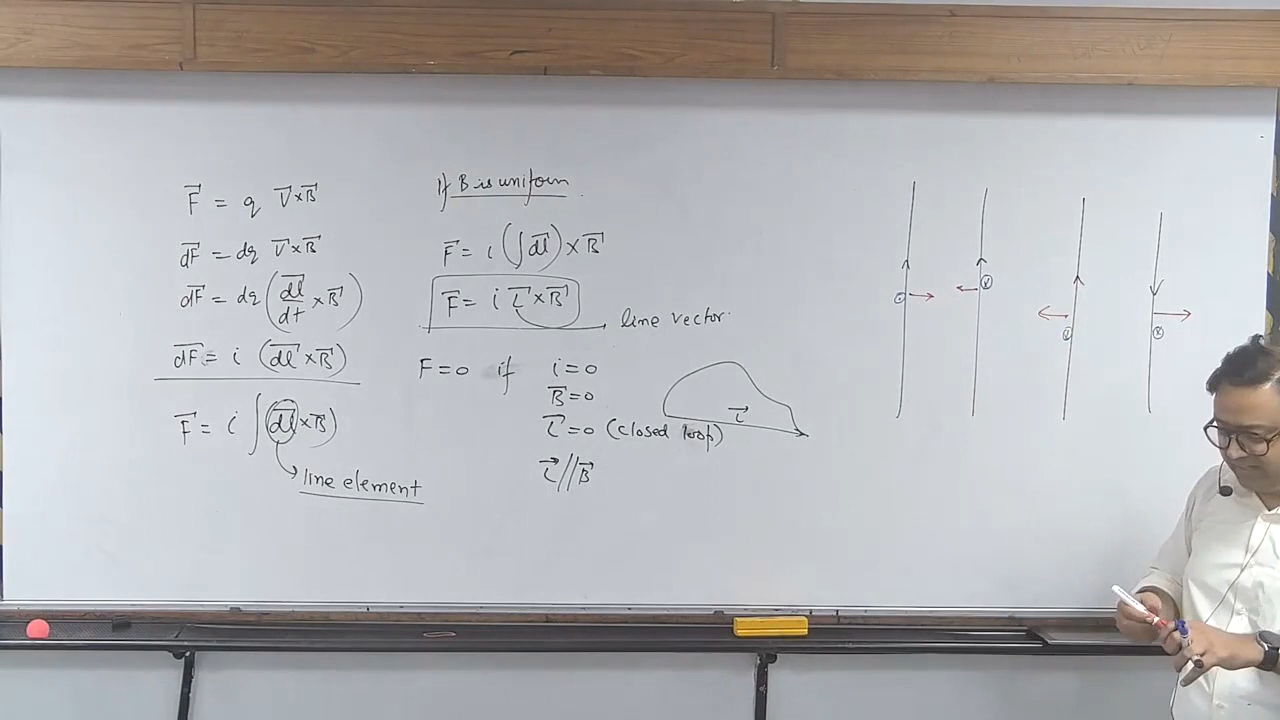 F⃗ = q V⃗×B⃗
dF⃗ = dq V⃗×B⃗
dF⃗ = dq (dl⃗/dt × B⃗)
dF⃗ = i (dl⃗ × B⃗)
F⃗ = i ∫(dl⃗×B⃗)
line element
If B is uniform.
F⃗ = i (∫dl⃗) × B⃗
F⃗ = i L⃗×B⃗
line vector.
F=0 if i=0
B⃗=0
L⃗=0 (closed loop)
L⃗//B⃗
L⃗